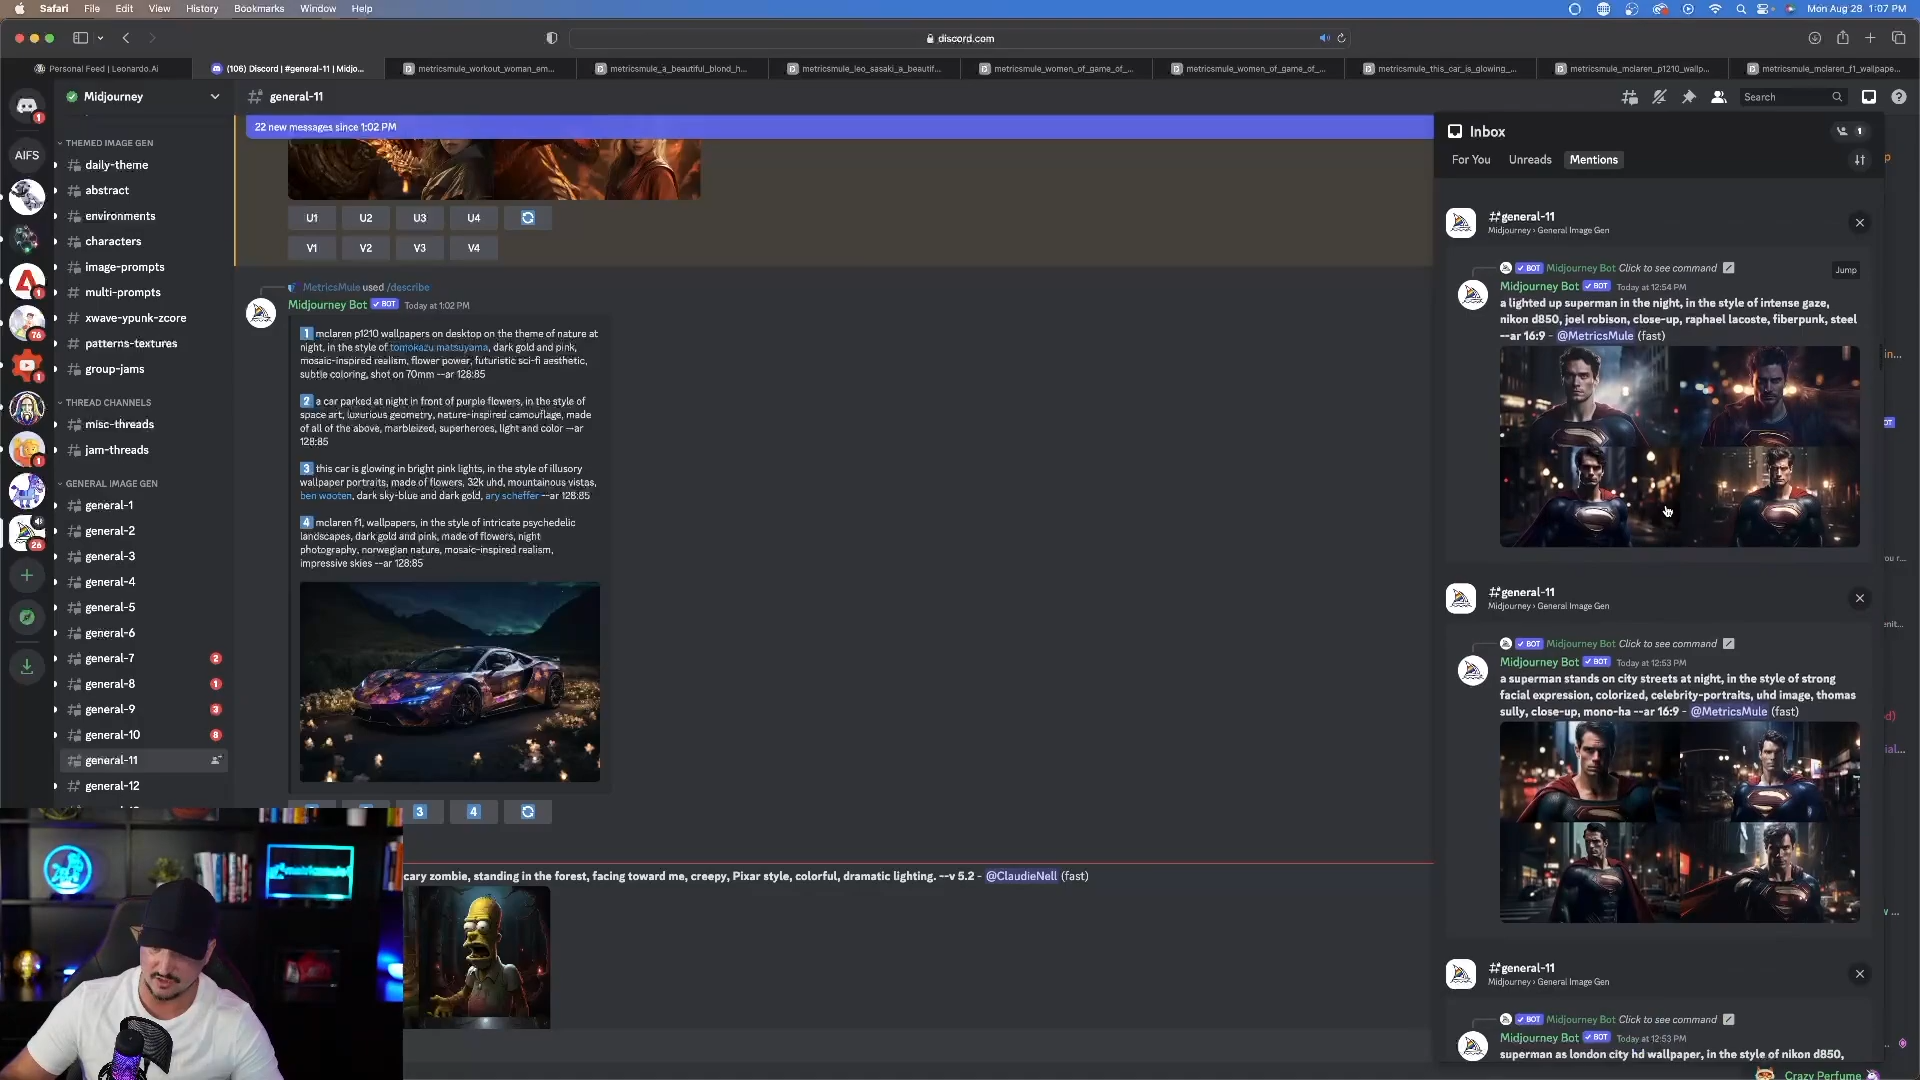 Safari File Edit View History Bookmarks Window Help
Mon Aug 28 1:07 PM
discord.com
Personal Feed | Leonardo.Ai
(106) Discord | #general-11 | Midjo...
metricsmule_workout_woman_em...
metricsmule_a_beautiful_blond_h...
metricsmule_leo_sasaki_a_beautif...
metricsmule_women_of_game_of_...
metricsmule_women_of_game_of_...
metricsmule_this_car_is_glowing_...
metricsmule_mclaren_p1210_wallp...
metricsmule_mclaren_f1_wallpape...
Midjourney
general-11
Search
1
AIFS
1
76
1
1
26
THEMED IMAGE GEN
daily-theme
abstract
environments
characters
image-prompts
multi-prompts
xwave-ypunk-zcore
patterns-textures
group-jams
THREAD CHANNELS
misc-threads
jam-threads
GENERAL IMAGE GEN
general-1
general-2
general-3
general-4
general-5
general-6
general-7 2
general-8 1
general-9 3
general-10 8
general-11
general-12
22 new messages since 1:02 PM
U1 U2 U3 U4
V1 V2 V3 V4
MetricsMule used /describe
Midjourney Bot BOT Today at 1:02 PM
1 mclaren p1210 wallpapers on desktop on the theme of nature at
night, in the style of tomokazu matsuyama, dark gold and pink,
mosaic-inspired realism, flower power, futuristic sci-fi aesthetic,
subtle coloring, shot on 70mm --ar 128:85
2 a car parked at night in front of purple flowers, in the style of
space art, luxurious geometry, nature-inspired camouflage, made
of all of the above, marbleized, superheroes, light and color --ar
128:85
3 this car is glowing in bright pink lights, in the style of illusory
wallpaper portraits, made of flowers, 32k uhd, mountainous vistas,
ben wooten, dark sky-blue and dark gold, ary scheffer --ar 128:85
4 mclaren f1, wallpapers, in the style of intricate psychedelic
landscapes, dark gold and pink, made of flowers, night
photography, norwegian nature, mosaic-inspired realism,
impressive skies --ar 128:85
3 4
cary zombie, standing in the forest, facing toward me, creepy, Pixar style, colorful, dramatic lighting. --v 5.2 - @ClaudieNell (fast)
Inbox
1
For You Unreads Mentions
#general-11
Midjourney › General Image Gen
BOT Midjourney Bot Click to see command
Jump
Midjourney Bot BOT Today at 12:54 PM
a lighted up superman in the night, in the style of intense gaze,
nikon d850, joel robison, close-up, raphael lacoste, fiberpunk, steel
--ar 16:9 - @MetricsMule (fast)
#general-11
Midjourney › General Image Gen
BOT Midjourney Bot Click to see command
Midjourney Bot BOT Today at 12:53 PM
a superman stands on city streets at night, in the style of strong
facial expression, colorized, celebrity-portraits, uhd image, thomas
sully, close-up, mono-ha --ar 16:9 - @MetricsMule (fast)
#general-11
Midjourney › General Image Gen
BOT Midjourney Bot Click to see command
Midjourney Bot BOT Today at 12:53 PM
superman as london city hd wallpaper, in the style of nikon d850,
Crazy Perfume